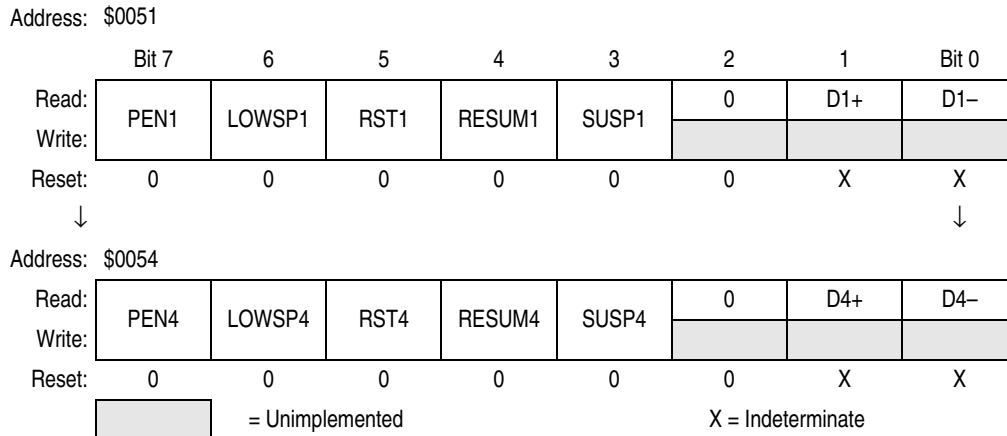 Address: $0051
Bit 7 6 5 4 3 2 1 Bit 0
Read: PEN1 LOWSP1 RST1 RESUM1 SUSP1 0 D1+ D1–
Write:
Reset: 0 0 0 0 0 0 X X
↓ ↓
Address: $0054
Read: PEN4 LOWSP4 RST4 RESUM4 SUSP4 0 D4+ D4–
Write:
Reset: 0 0 0 0 0 0 X X
= Unimplemented X = Indeterminate